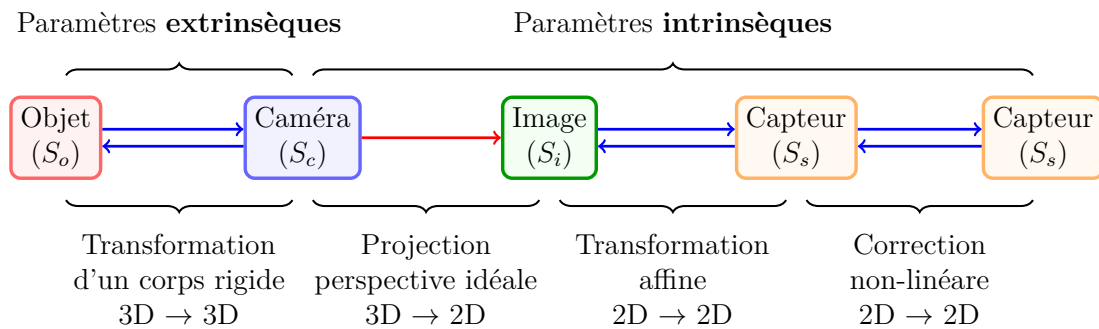 Paramètres extrinsèques
Paramètres intrinsèques
Objet
(S_o)
Caméra
(S_c)
Image
(S_i)
Capteur
(S_s)
Capteur
(S_s)
Transformation
d'un corps rigide
3D → 3D
Projection
perspective idéale
3D → 2D
Transformation
affine
2D → 2D
Correction
non-linéare
2D → 2D